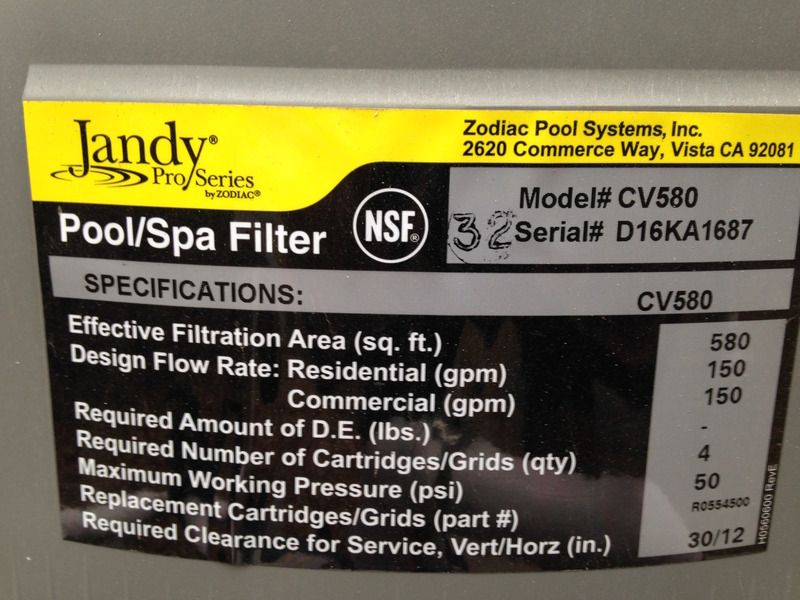 Jandy®
Pro Series
by ZODIAC®
Zodiac Pool Systems, Inc.
2620 Commerce Way, Vista CA 92081
Pool/Spa Filter
NSF®
Model# CV580
32 Serial# D16KA1687
SPECIFICATIONS: CV580
Effective Filtration Area (sq. ft.) 580
Design Flow Rate: Residential (gpm) 150
Commercial (gpm) 150
Required Amount of D.E. (lbs.) -
Required Number of Cartridges/Grids (qty) 4
Maximum Working Pressure (psi) 50
Replacement Cartridges/Grids (part #) R0554500
Required Clearance for Service, Vert/Horz (in.) 30/12
H0560600 RevE